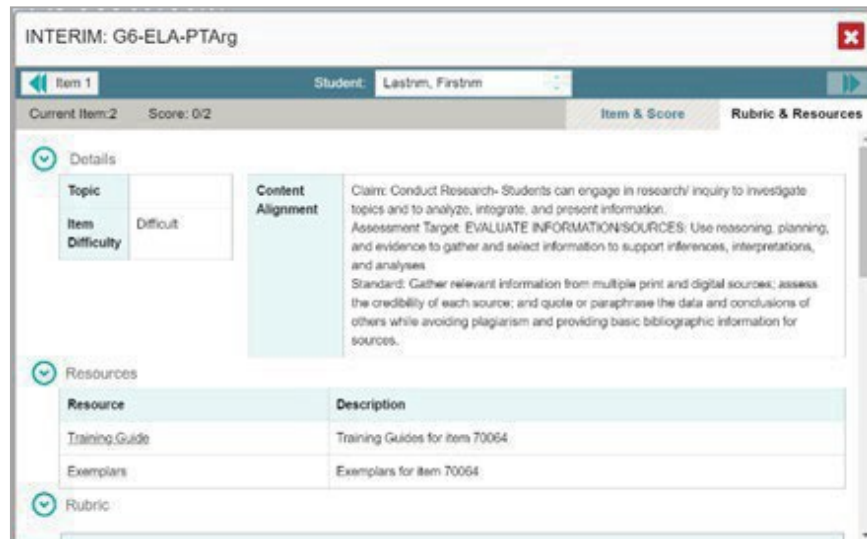 INTERIM: G6-ELA-PTArg
Item 1
Student: Lastnm, Firstnm
Current Item:2 Score: 0/2
Item & Score
Rubric & Resources
Details
Topic
Item Difficulty
Difficult
Content Alignment
Claim: Conduct Research- Students can engage in research/ inquiry to investigate
topics and to analyze, integrate, and present information.
Assessment Target: EVALUATE INFORMATION/SOURCES: Use reasoning, planning,
and evidence to gather and select information to support inferences, interpretations,
and analyses
Standard: Gather relevant information from multiple print and digital sources; assess
the credibility of each source; and quote or paraphrase the data and conclusions of
others while avoiding plagiarism and providing basic bibliographic information for
sources.
Resources
Resource Description
Training Guide Training Guides for item 70064
Exemplars Exemplars for item 70064
Rubric